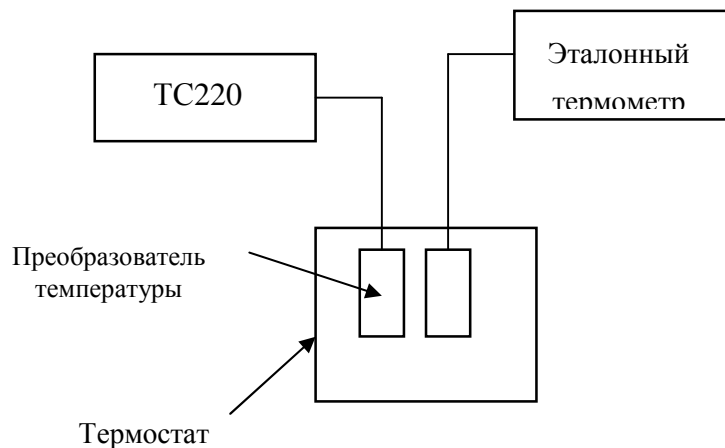 Эталонный
ТС220
термометр
Преобразователь
температуры
Термостат